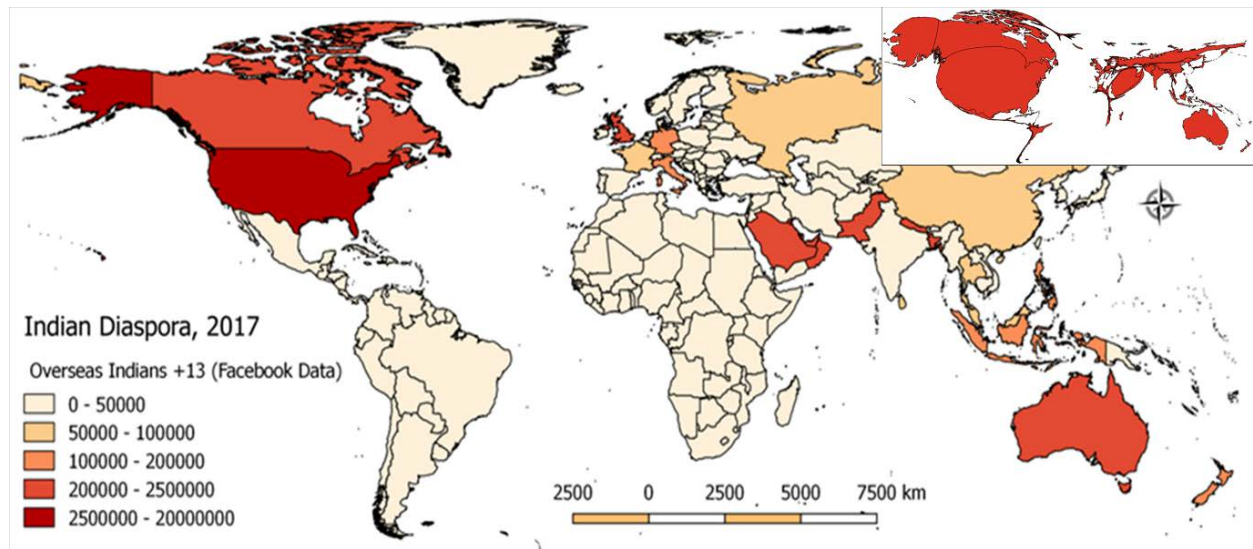 Indian Diaspora, 2017
Overseas Indians +13 (Facebook Data)
0 - 50000
50000 - 100000
100000 - 200000
200000 - 2500000
2500000 - 20000000
2500 0 2500 5000 7500 km